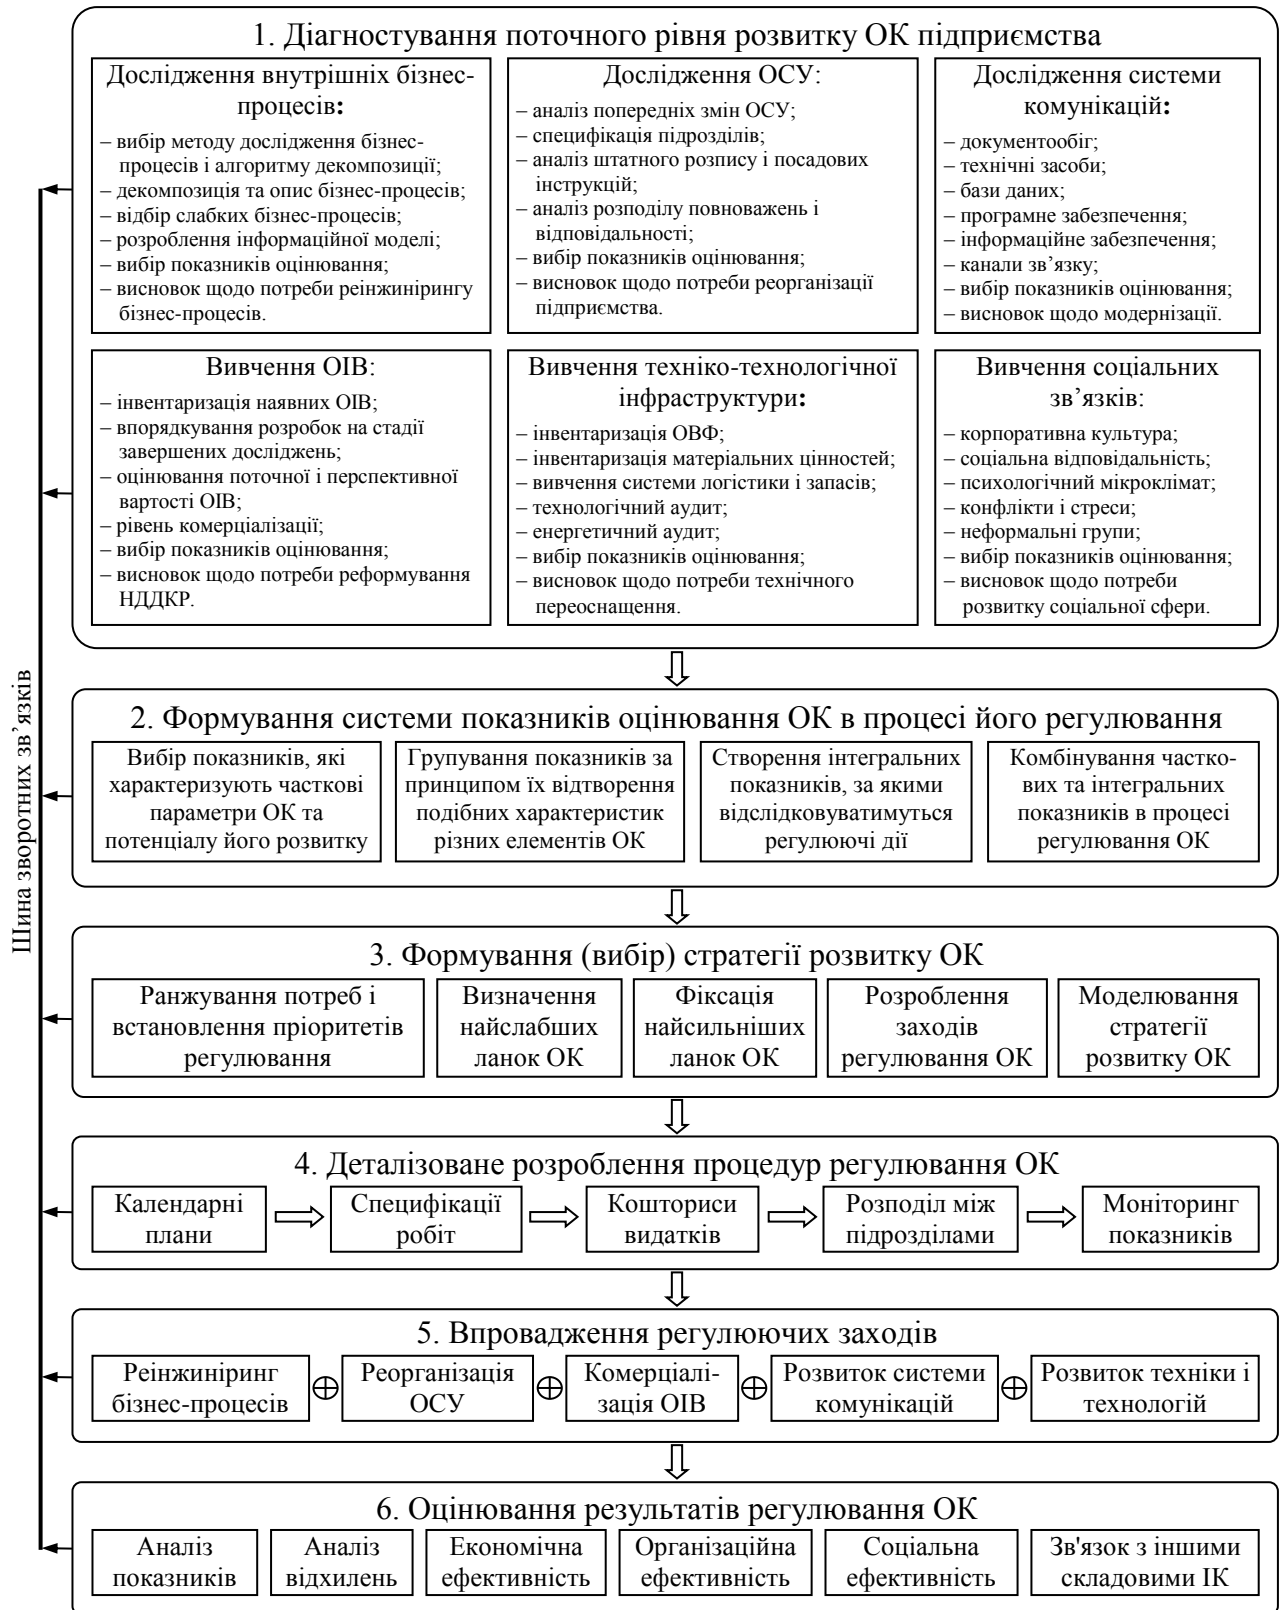 1. Діагностування поточного рівня розвитку ОК підприємства
Дослідження внутрішніх бізнес-
процесів:
– вибір методу дослідження бізнес-
процесів і алгоритму декомпозиції;
– декомпозиція та опис бізнес-процесів;
– відбір слабких бізнес-процесів;
– розроблення інформаційної моделі;
– вибір показників оцінювання;
– висновок щодо потреби реінжинірингу
бізнес-процесів.
Дослідження ОСУ:
– аналіз попередніх змін ОСУ;
– специфікація підрозділів;
– аналіз штатного розпису і посадових
інструкцій;
– аналіз розподілу повноважень і
відповідальності;
– вибір показників оцінювання;
– висновок щодо потреби реорганізації
підприємства.
Дослідження системи
комунікацій:
– документообіг;
– технічні засоби;
– бази даних;
– програмне забезпечення;
– інформаційне забезпечення;
– канали зв’язку;
– вибір показників оцінювання;
– висновок щодо модернізації.
Вивчення ОІВ:
– інвентаризація наявних ОІВ;
– впорядкування розробок на стадії
завершених досліджень;
– оцінювання поточної і перспективної
вартості ОІВ;
– рівень комерціалізації;
– вибір показників оцінювання;
– висновок щодо потреби реформування
НДДКР.
Вивчення техніко-технологічної
інфраструктури:
– інвентаризація ОВФ;
– інвентаризація матеріальних цінностей;
– вивчення системи логістики і запасів;
– технологічний аудит;
– енергетичний аудит;
– вибір показників оцінювання;
– висновок щодо потреби технічного
переоснащення.
Вивчення соціальних
зв’язків:
– корпоративна культура;
– соціальна відповідальність;
– психологічний мікроклімат;
– конфлікти і стреси;
– неформальні групи;
– вибір показників оцінювання;
– висновок щодо потреби
розвитку соціальної сфери.
Шина зворотних зв’язків
2. Формування системи показників оцінювання ОК в процесі його регулювання
Вибір показників, які
характеризують часткові
параметри ОК та
потенціалу його розвитку
Групування показників за
принципом їх відтворення
подібних характеристик
різних елементів ОК
Створення інтегральних
показників, за якими
відслідковуватимуться
регулюючі дії
Комбінування частко-
вих та інтегральних
показників в процесі
регулювання ОК
3. Формування (вибір) стратегії розвитку ОК
Ранжування потреб і
встановлення пріоритетів
регулювання
Визначення
найслабших
ланок ОК
Фіксація
найсильніших
ланок ОК
Розроблення
заходів
регулювання ОК
Моделювання
стратегії
розвитку ОК
4. Деталізоване розроблення процедур регулювання ОК
Календарні
плани
Специфікації
робіт
Кошториси
видатків
Розподіл між
підрозділами
Моніторинг
показників
5. Впровадження регулюючих заходів
Реінжиніринг
бізнес-процесів
Реорганізація
ОСУ
Комерціалі-
зація ОІВ
Розвиток системи
комунікацій
Розвиток техніки і
технологій
6. Оцінювання результатів регулювання ОК
Аналіз
показників
Аналіз
відхилень
Економічна
ефективність
Організаційна
ефективність
Соціальна
ефективність
Зв'язок з іншими
складовими ІК